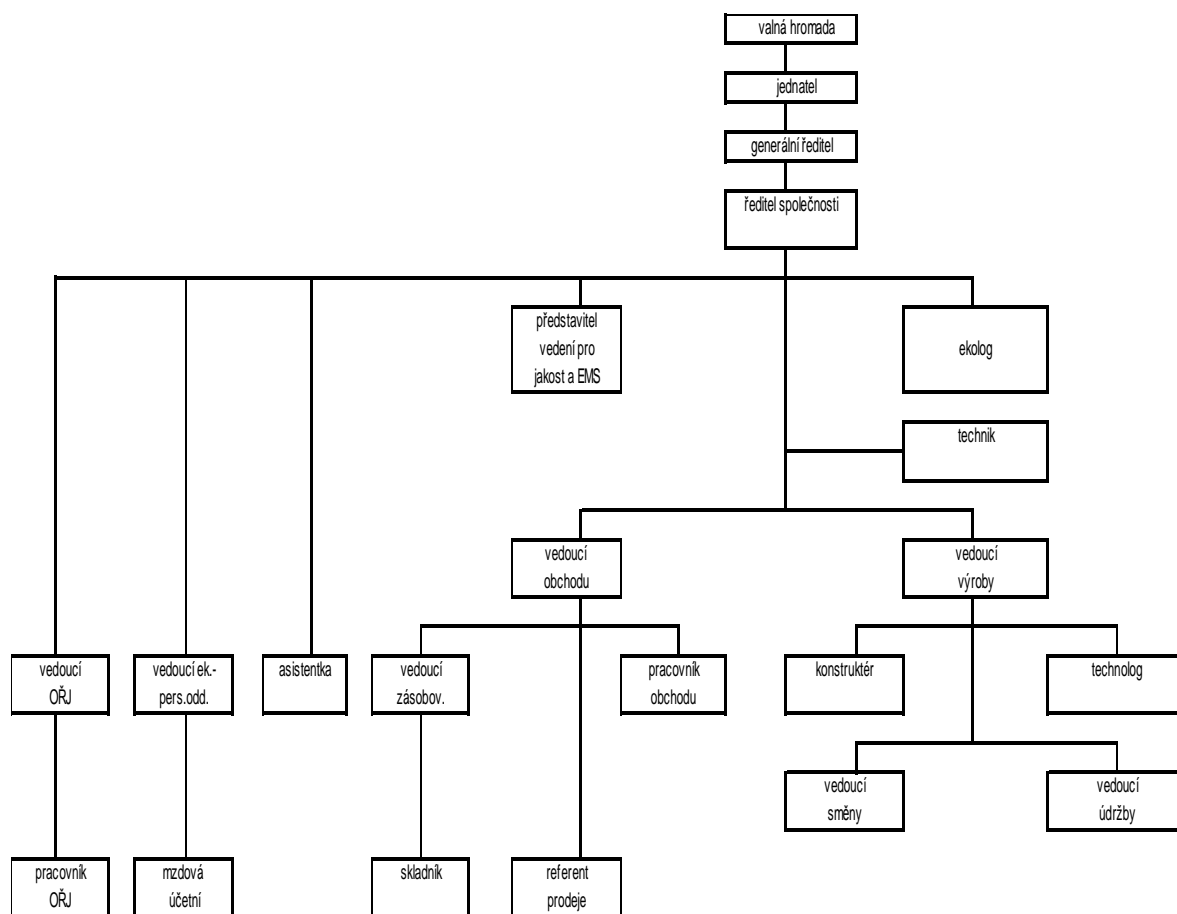 valná hromada
jednatel
generální ředitel
ředitel společnosti
představitel
vedení pro
jakost a EMS
ekolog
technik
vedoucí
obchodu
vedoucí
výroby
vedoucí
OŘJ
vedoucí ek.-
pers.odd.
asistentka
vedoucí
zásobov.
pracovník
obchodu
konstruktér
technolog
vedoucí
směny
vedoucí
údržby
pracovník
OŘJ
mzdová
účetní
skladník
referent
prodeje